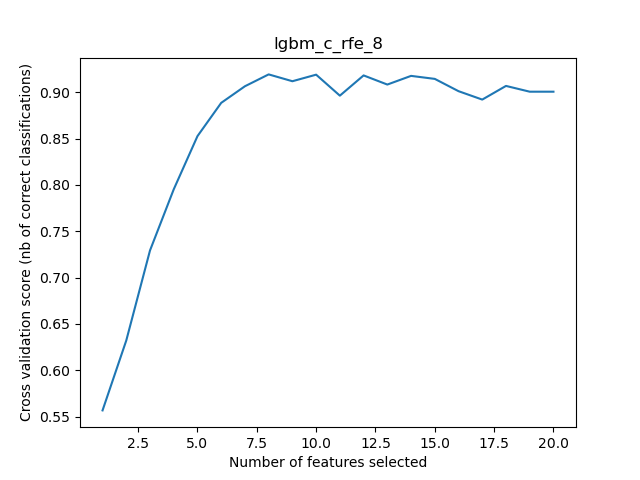 lgbm_c_rfe_8
Cross validation score (nb of correct classifications)
0.90
0.85
0.80
0.75
0.70
0.65
0.60
0.55
2.5 5.0 7.5 10.0 12.5 15.0 17.5 20.0
Number of features selected